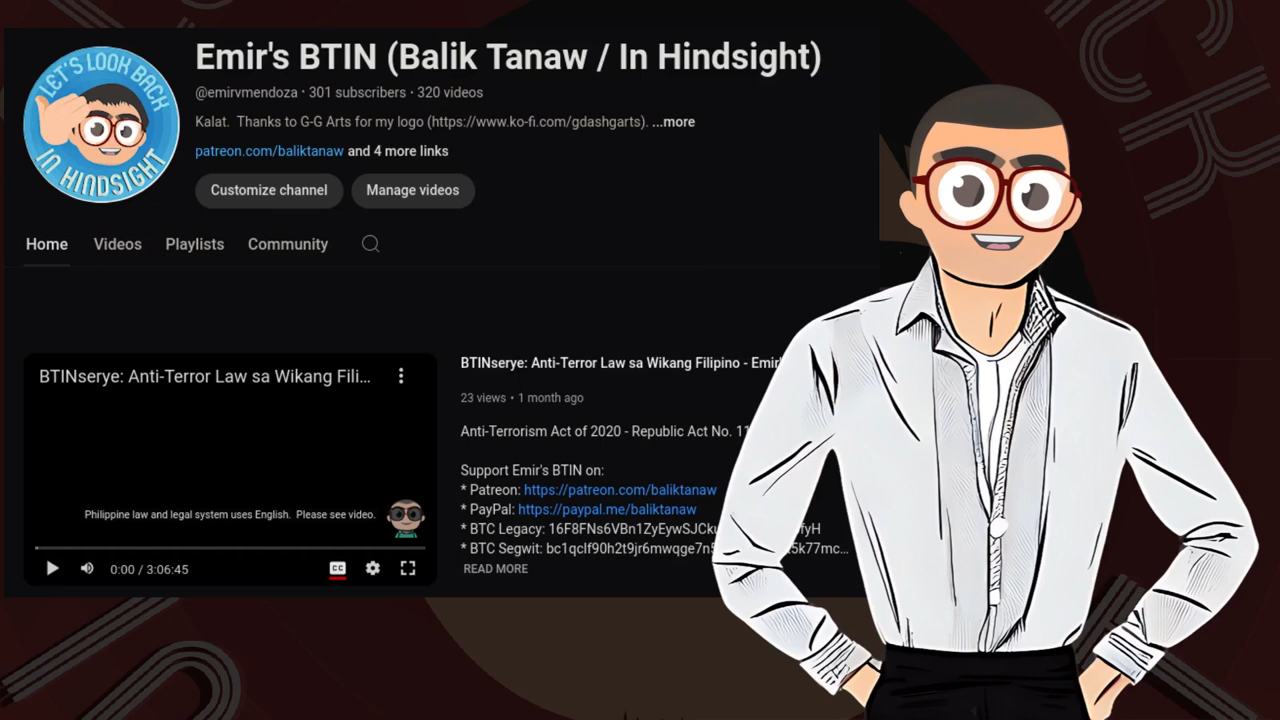 LET'S LOOK BACK
IN HINDSIGHT
Emir's BTIN (Balik Tanaw / In Hindsight)
@emirvmendoza · 301 subscribers · 320 videos
Kalat. Thanks to G-G Arts for my logo (https://www.ko-fi.com/gdashgarts). ...more
patreon.com/baliktanaw and 4 more links
Customize channel Manage videos
Home Videos Playlists Community
BTINserye: Anti-Terror Law sa Wikang Fili...
Philippine law and legal system uses English. Please see video.
0:00 / 3:06:45
CC
BTINserye: Anti-Terror Law sa Wikang Filipino - Emir'
23 views • 1 month ago
Anti-Terrorism Act of 2020 - Republic Act No. 11
Support Emir's BTIN on:
* Patreon: https://patreon.com/baliktanaw
* PayPal: https://paypal.me/baliktanaw
* BTC Legacy:
* BTC Segwit:
READ MORE